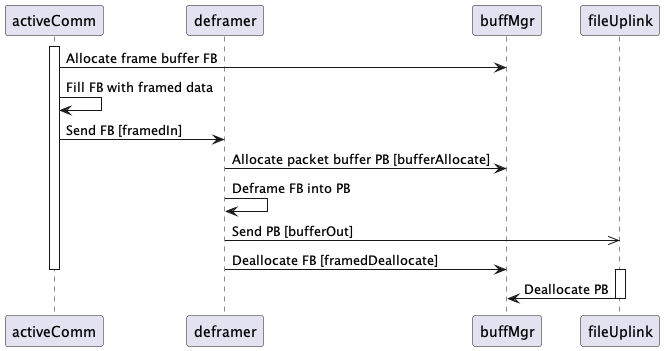 activeComm deframer buffMgr fileUplink
Allocate frame buffer FB
Fill FB with framed data
Send FB [framedIn]
Allocate packet buffer PB [bufferAllocate]
Deframe FB into PB
Send PB [bufferOut]
Deallocate FB [framedDeallocate]
Deallocate PB
activeComm deframer buffMgr fileUplink